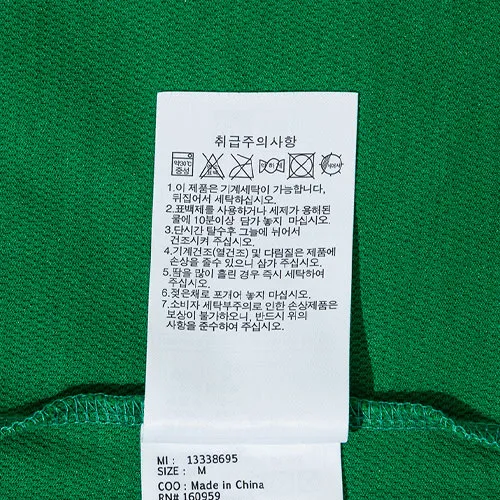 취급주의사항
약30℃
중성
1.이 제품은 기계세탁이 가능합니다,
뒤집어서 세탁하십시오.
2.표백제를 사용하거나 세제가 용해된
물에 10분이상 담가 놓지 마십시오.
3.단시간 탈수후 그늘에 뉘어서
건조시켜 주십시오.
4.기계건조(열건조) 및 다림질은 제품에
손상을 줄수 있으니 삼가 주십시오.
5.땀을 많이 흘린 경우 즉시 세탁하여
주십시오.
6.젖은채로 포개어 놓지 마십시오.
7.소비자 세탁부주의로 인한 손상제품은
보상이 불가하오니, 반드시 위의
사항을 준수하여 주십시오.
MI : 13338695
SIZE : M
COO : Made in China
RN# 160959